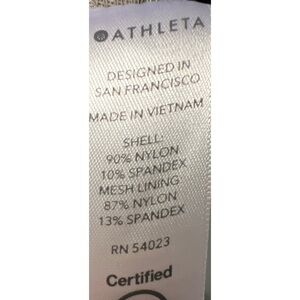 ATHLETA
DESIGNED IN
SAN FRANCISCO
MADE IN VIETNAM
SHELL:
90% NYLON
10% SPANDEX
MESH LINING:
87% NYLON
13% SPANDEX
RN 54023
Certified